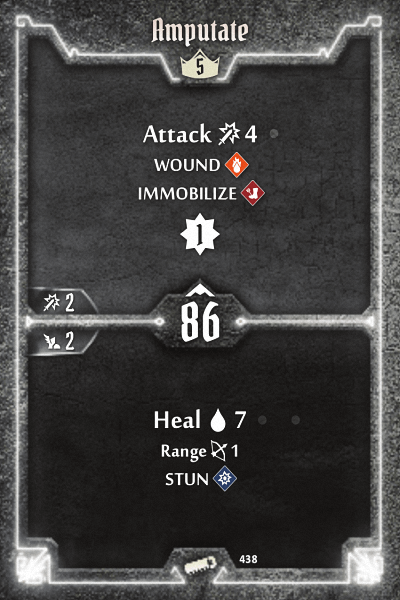 Amputate
5
Attack 4
WOUND
IMMOBILIZE
1
2
86
2
Heal 7
Range 1
STUN
438